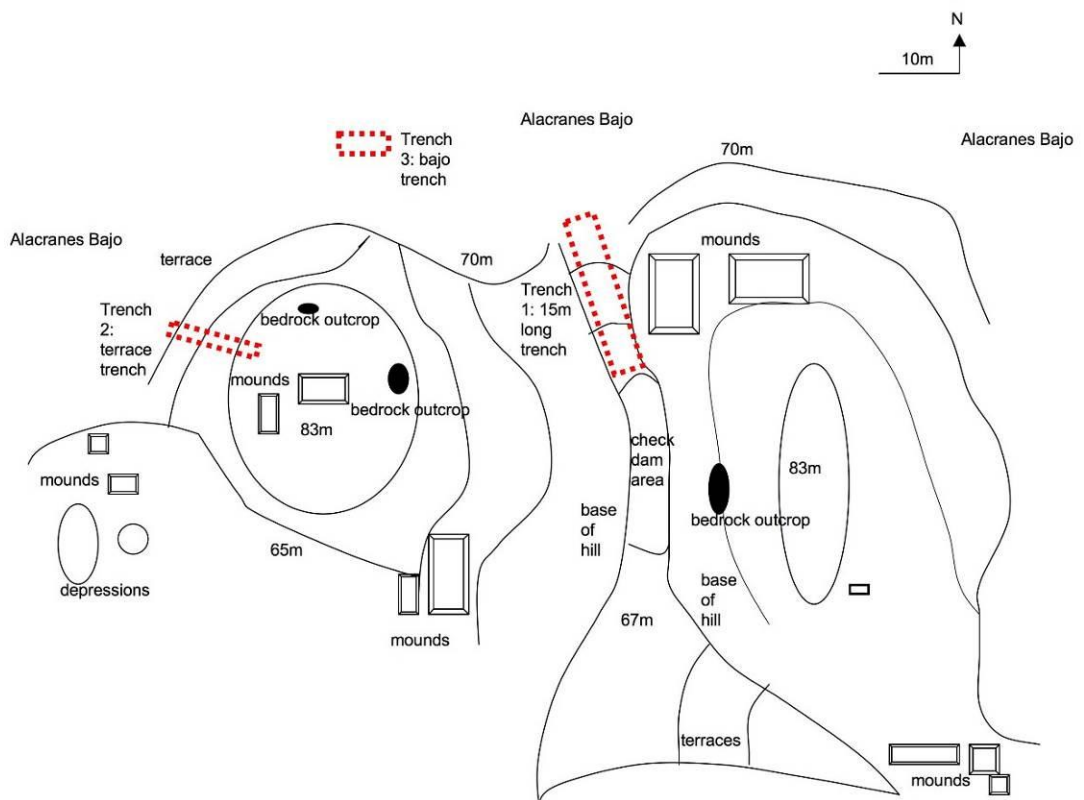 N
10m
Alacranes Bajo
Alacranes Bajo
Trench
3: bajo
trench
70m
Alacranes Bajo
terrace
mounds
70m
Trench
2:
terrace
trench
bedrock outcrop
Trench
1: 15m
long
trench
mounds
bedrock outcrop
83m
check
dam
area
83m
mounds
base
of
hill
bedrock outcrop
65m
depressions
base
of
hill
67m
mounds
terraces
mounds